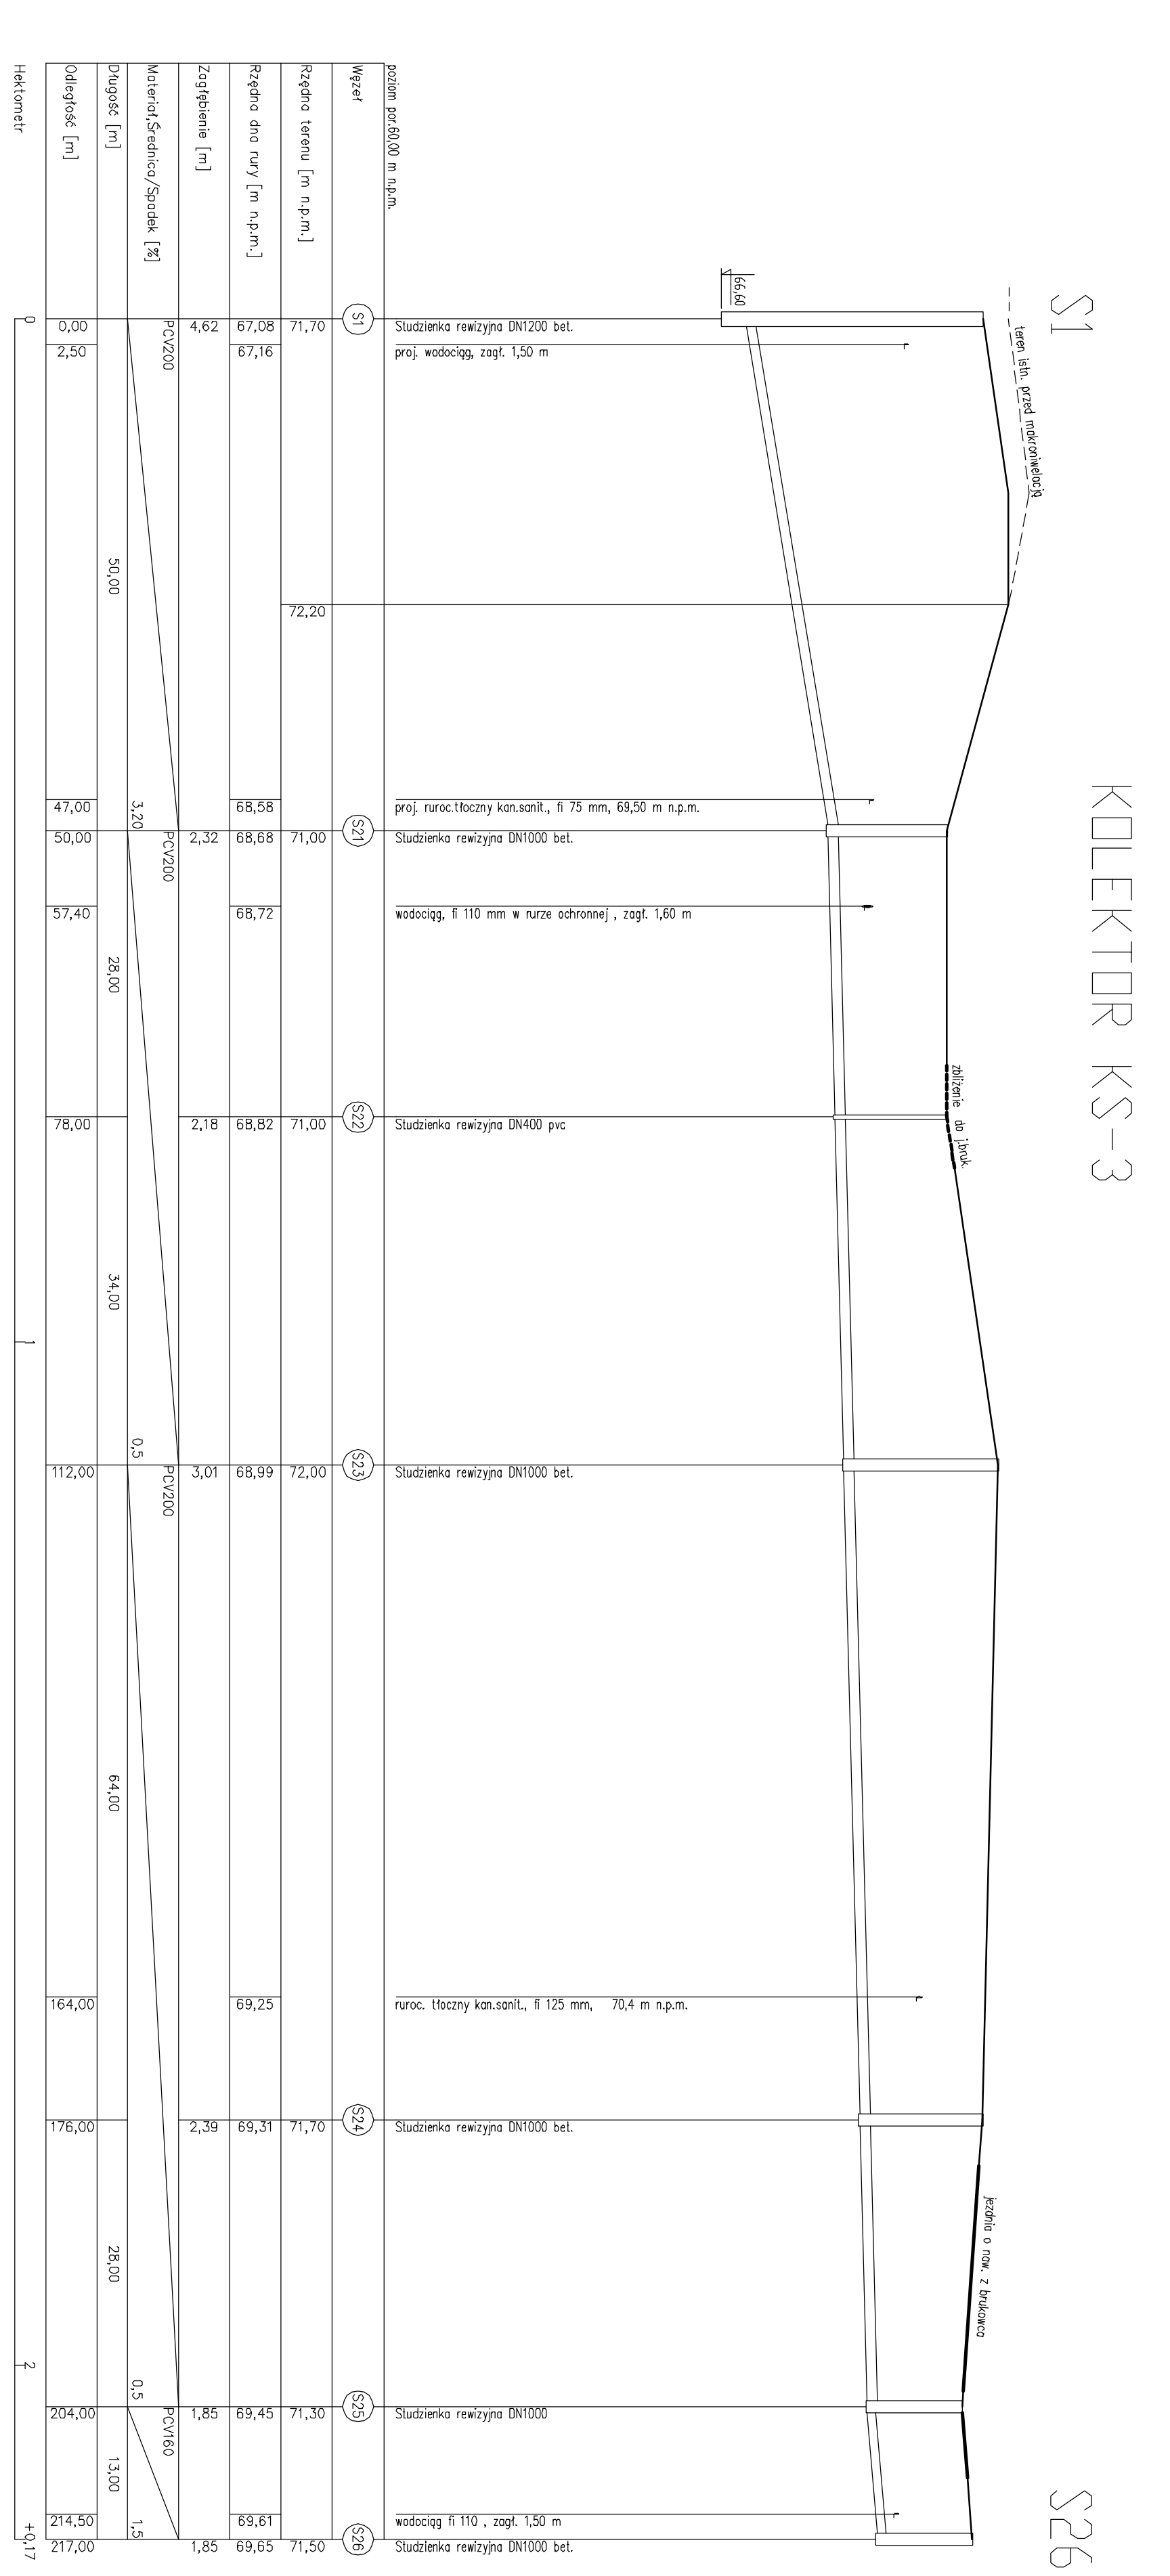 KOLEKTOR KS-3
S1
S26
teren istn. przed makroniwelacją
zbliżenie do j.bruk.
jezdnia o naw. z brukowca
66,60
poziom por.60,00 m n.p.m.
Studzienka rewizyjna DN1200 bet.
proj. wodociąg, zagł. 1,50 m
proj. ruroc.tłoczny kan.sanit., fi 75 mm, 69,50 m n.p.m.
Studzienka rewizyjna DN1000 bet.
wodociąg, fi 110 mm w rurze ochronnej , zagł. 1,60 m
Studzienka rewizyjna DN400 pvc
Studzienka rewizyjna DN1000 bet.
ruroc. tłoczny kan.sanit., fi 125 mm, 70,4 m n.p.m.
Studzienka rewizyjna DN1000 bet.
Studzienka rewizyjna DN1000
wodociąg fi 110 , zagł. 1,50 m
Studzienka rewizyjna DN1000 bet.
Węzeł S1 S21 S22 S23 S24 S25 S26
Rzędna terenu [m n.p.m.] 71,70 72,20 71,00 71,00 72,00 71,70 71,30 71,50
Rzędna dna rury [m n.p.m.] 67,08 67,16 68,58 68,68 68,72 68,82 68,99 69,25 69,31 69,45 69,61 69,65
Zagłębienie [m] 4,62 2,32 2,18 3,01 2,39 1,85 1,85
Materiał,Średnica/Spadek [%] PCV200 3,20 PCV200 0,5 PCV200 0,5 PCV160 1,5
Długość [m] 50,00 28,00 34,00 64,00 28,00 13,00
Odległość [m] 0,00 2,50 47,00 50,00 57,40 78,00 112,00 164,00 176,00 204,00 214,50 217,00
Hektometr 0 1 2 +0,17